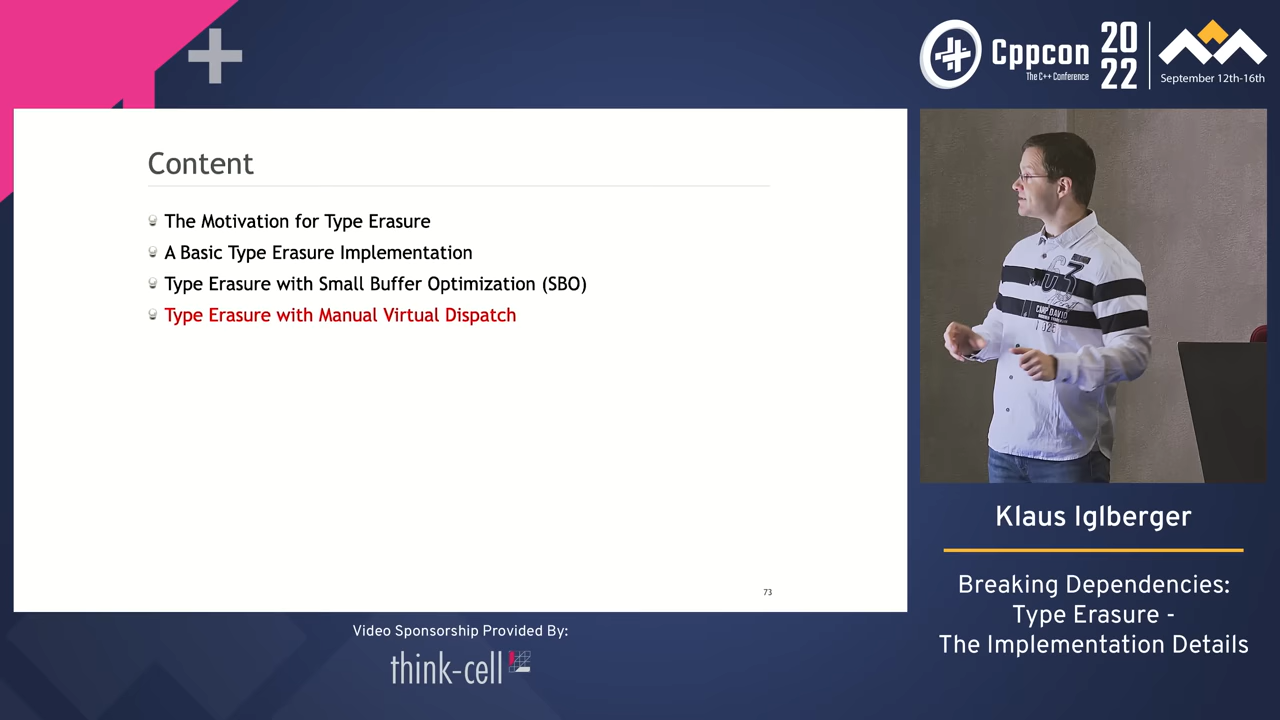 Cppcon
The C++ Conference
20
22
September 12th-16th
Content
The Motivation for Type Erasure
A Basic Type Erasure Implementation
Type Erasure with Small Buffer Optimization (SBO)
Type Erasure with Manual Virtual Dispatch
73
CAMP DAVID
Klaus Iglberger
Breaking Dependencies:
Type Erasure -
The Implementation Details
Video Sponsorship Provided By:
think-cell